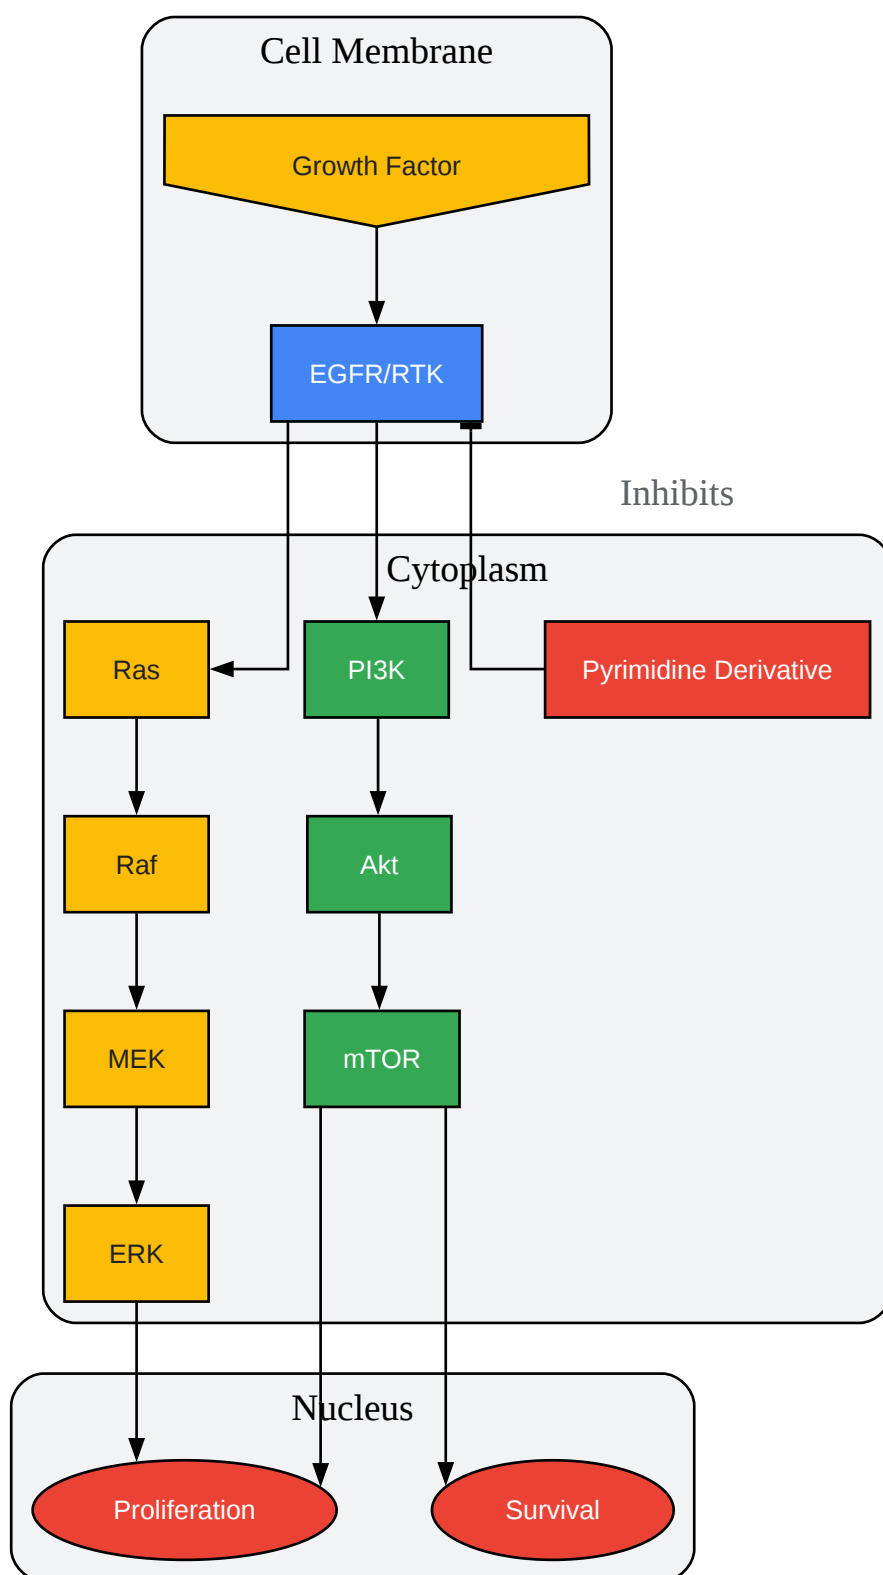 Cell Membrane
Growth Factor
EGFR/RTK
Inhibits
Cytoplasm
Ras
PI3K
Pyrimidine Derivative
Raf
Akt
MEK
mTOR
ERK
Nucleus
Proliferation
Survival